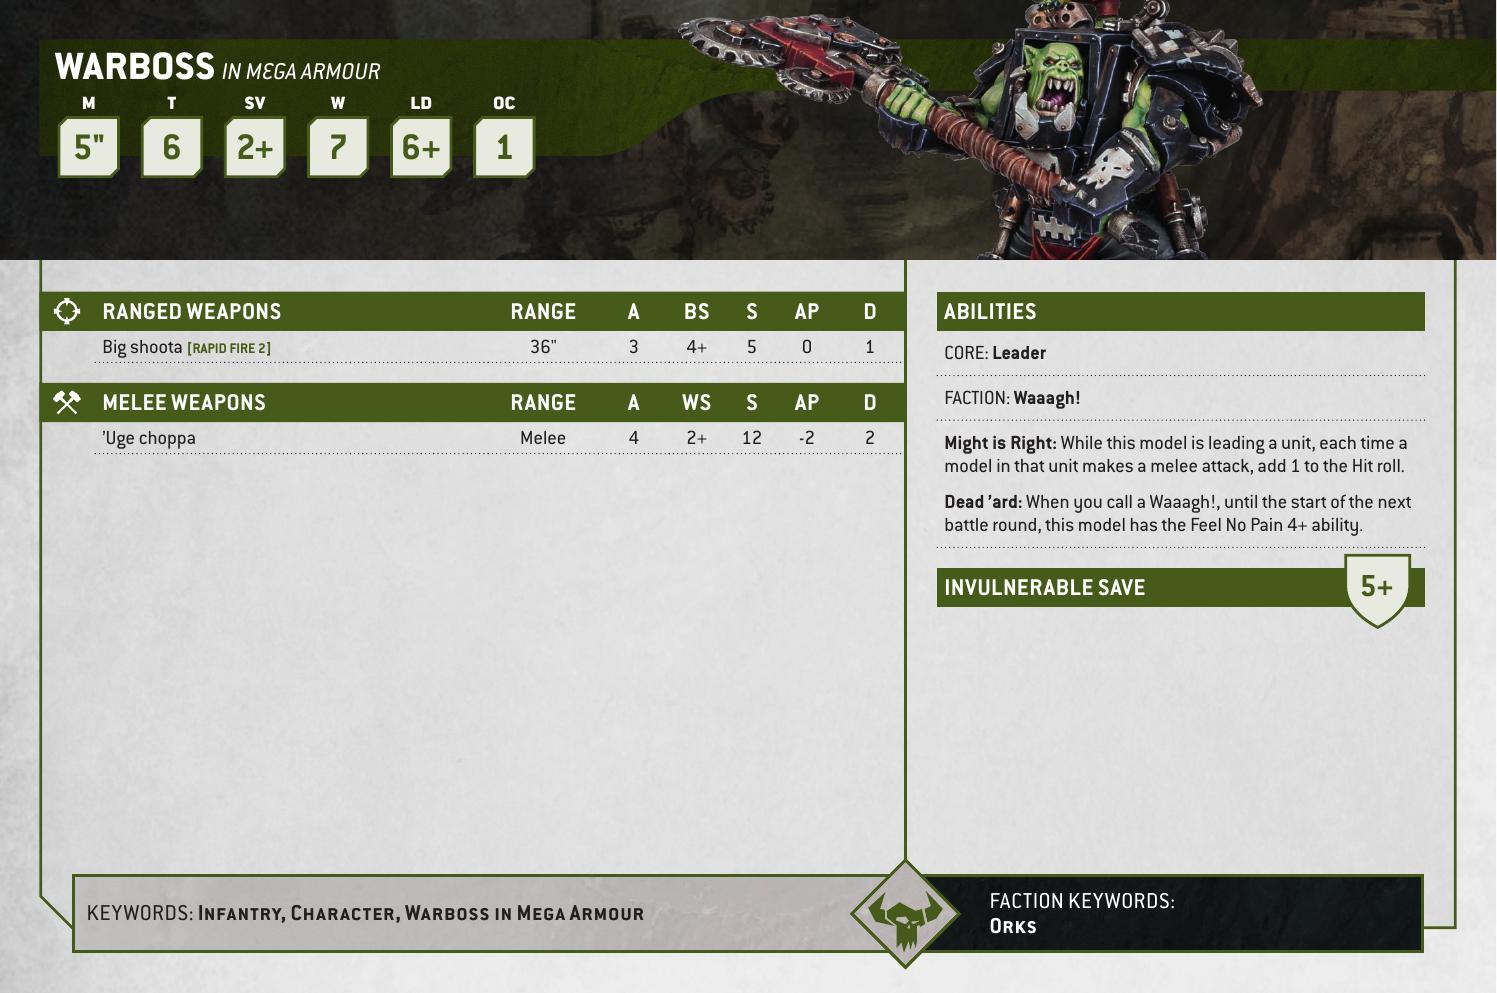 WARBOSS IN MEGA ARMOUR
M T SV W LD OC
5" 6 2+ 7 6+ 1
RANGED WEAPONS RANGE A BS S AP D
Big shoota [RAPID FIRE 2] 36" 3 4+ 5 0 1
MELEE WEAPONS RANGE A WS S AP D
’Uge choppa Melee 4 2+ 12 -2 2
ABILITIES
CORE: Leader
FACTION: Waaagh!
Might is Right: While this model is leading a unit, each time a
model in that unit makes a melee attack, add 1 to the Hit roll.
Dead ’ard: When you call a Waaagh!, until the start of the next
battle round, this model has the Feel No Pain 4+ ability.
INVULNERABLE SAVE 5+
KEYWORDS: Infantry, Character, Warboss in Mega Armour
FACTION KEYWORDS:
Orks